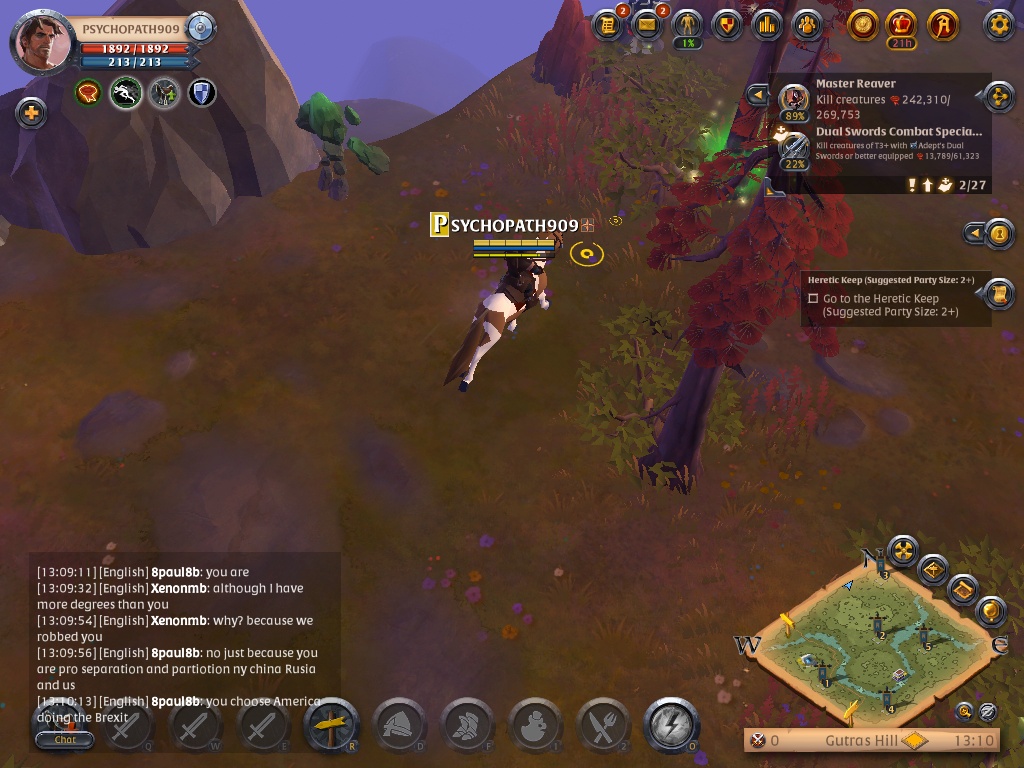 PSYCHOPATH909
1892 / 1892
213 / 213
2
2
1%
21h
Master Reaver
Kill creatures 242,310/
269,753
89%
Dual Swords Combat Specia...
Kill creatures of T3+ with Adept's Dual
Swords or better equipped 13,789/61,323
22%
2/27
PSYCHOPATH909
Heretic Keep (Suggested Party Size: 2+)
Go to the Heretic Keep
(Suggested Party Size: 2+)
[13:09:11] [English] 8paul8b: you are
[13:09:32] [English] Xenonmb: although I have
more degrees than you
[13:09:54] [English] Xenonmb: why? because we
robbed you
[13:09:56] [English] 8paul8b: no just because you
are pro separation and partiotion ny china Rusia
and us
[13:10:13] [English] 8paul8b: you choose America
doing the Brexit
Chat
Q
W
E
R
D
F
1
2
O
N
W
E
3
2
5
1
4
0
Gutras Hill
13:10